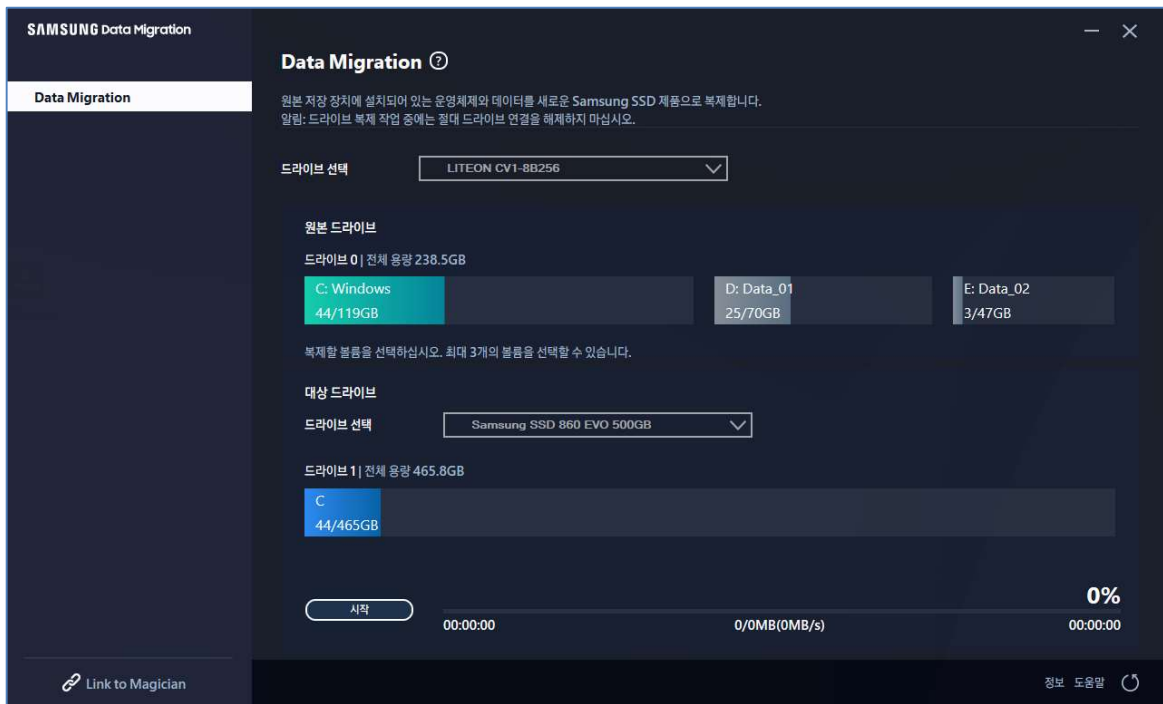 SAMSUNG Data Migration
Data Migration
Data Migration ?
원본 저장 장치에 설치되어 있는 운영체제와 데이터를 새로운 Samsung SSD 제품으로 복제합니다.
알림: 드라이브 복제 작업 중에는 절대 드라이브 연결을 해제하지 마십시오.
드라이브 선택 LITEON CV1-8B256
원본 드라이브
드라이브 0 | 전체 용량 238.5GB
C: Windows
44/119GB
D: Data_01
25/70GB
E: Data_02
3/47GB
복제할 볼륨을 선택하십시오. 최대 3개의 볼륨을 선택할 수 있습니다.
대상 드라이브
드라이브 선택 Samsung SSD 860 EVO 500GB
드라이브 1 | 전체 용량 465.8GB
C
44/465GB
시작
0%
00:00:00 0/0MB(0MB/s) 00:00:00
Link to Magician
정보 도움말